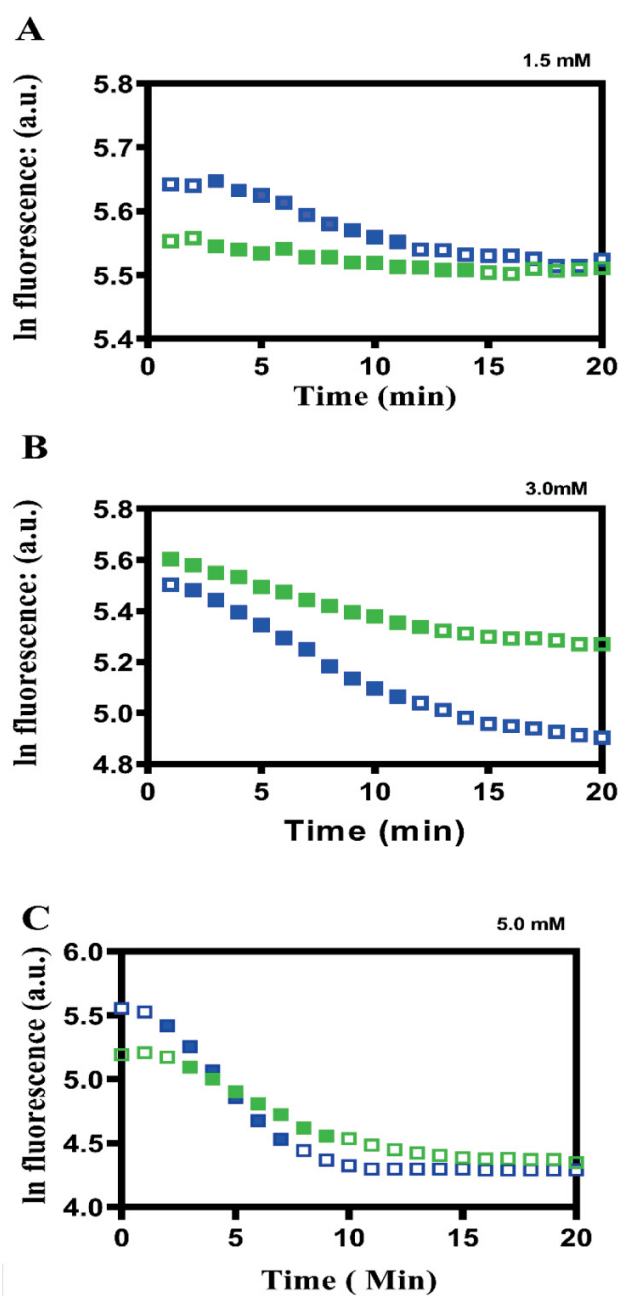 A
1.5 mM
ln fluorescence: (a.u.)
5.8
5.7
5.6
5.5
5.4
0 5 10 15 20
Time (min)
B
3.0mM
ln fluorescence: (a.u.)
5.8
5.6
5.4
5.2
5.0
4.8
0 5 10 15 20
Time (min)
C
5.0 mM
ln fluorescence (a.u.)
6.0
5.5
5.0
4.5
4.0
0 5 10 15 20
Time ( Min)